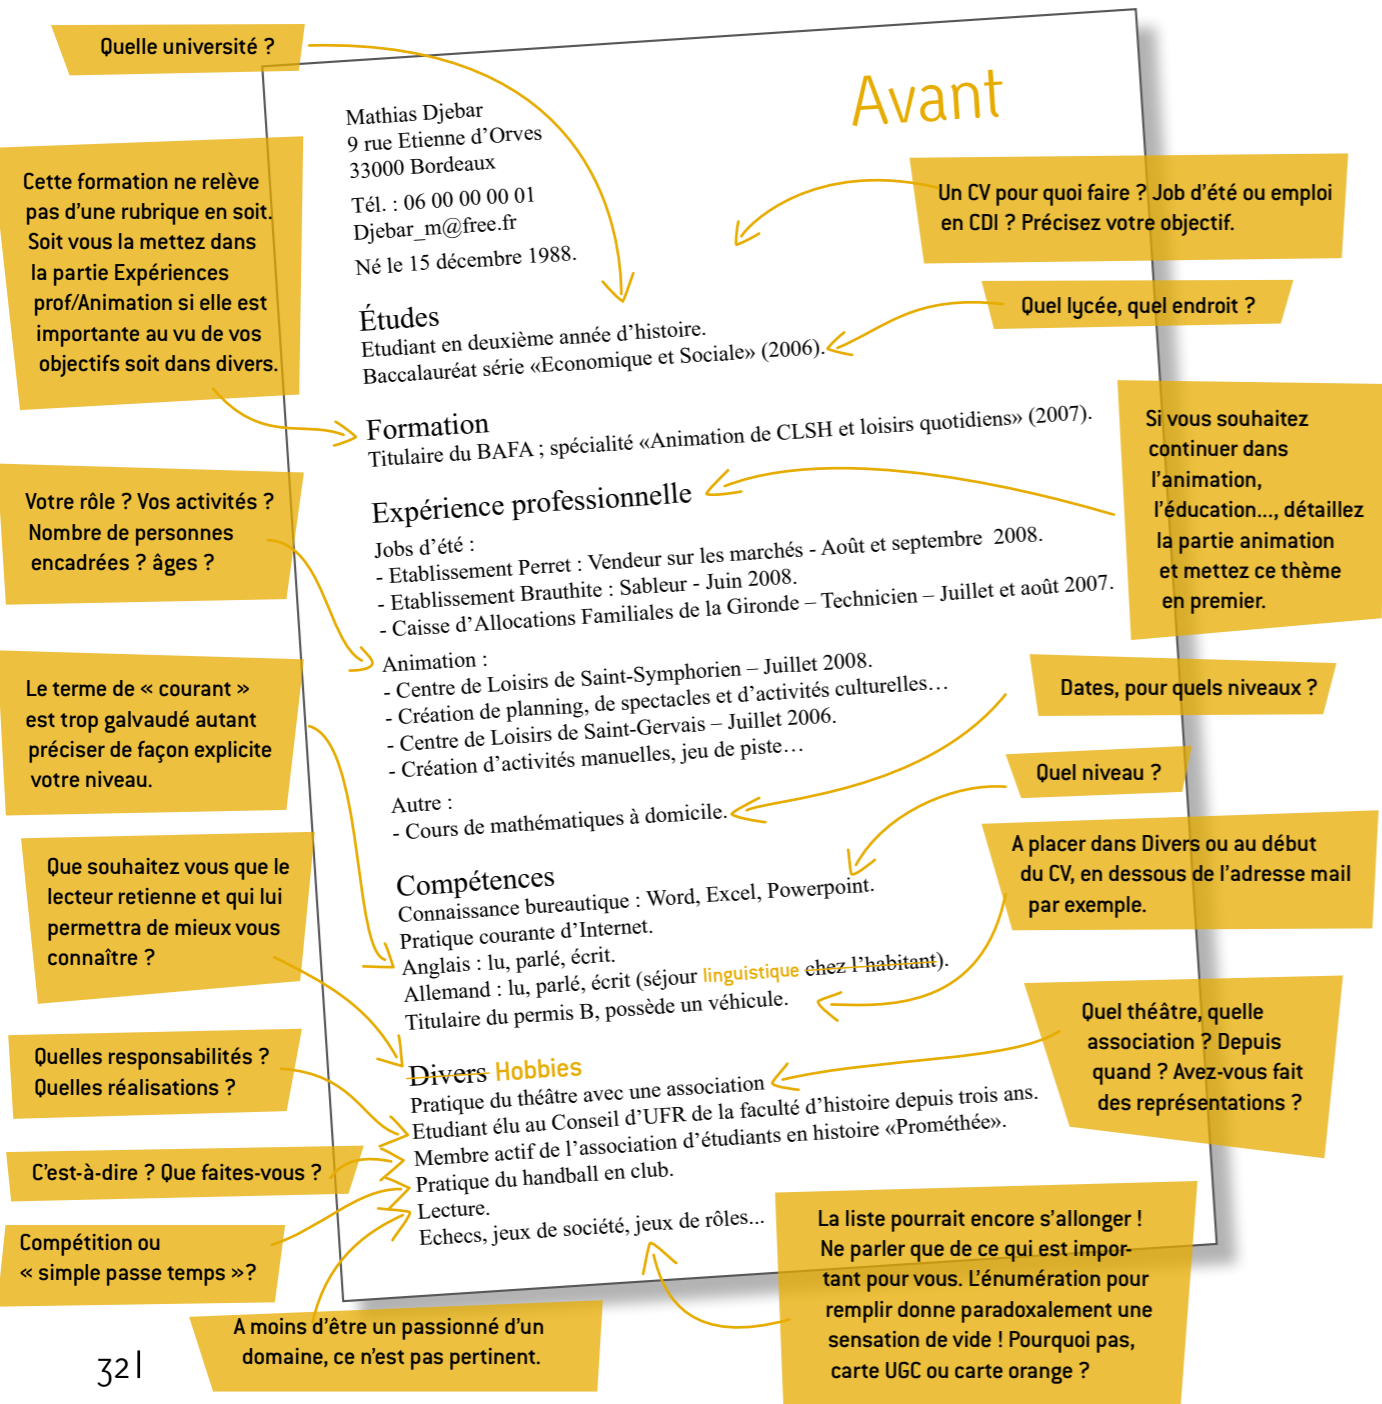 Quelle université ?
Avant
Mathias Djebar
9 rue Etienne d’Orves
33000 Bordeaux
Tél. : 06 00 00 00 01
Djebar_m@free.fr
Né le 15 décembre 1988.
Cette formation ne relève
pas d’une rubrique en soit.
Soit vous la mettez dans
la partie Expériences
prof/Animation si elle est
importante au vu de vos
objectifs soit dans divers.
Un CV pour quoi faire ? Job d’été ou emploi
en CDI ? Précisez votre objectif.
Quel lycée, quel endroit ?
Études
Etudiant en deuxième année d’histoire.
Baccalauréat série «Economique et Sociale» (2006).
Formation
Titulaire du BAFA ; spécialité «Animation de CLSH et loisirs quotidiens» (2007).
Si vous souhaitez
continuer dans
l’animation,
l’éducation..., détaillez
la partie animation
et mettez ce thème
en premier.
Votre rôle ? Vos activités ?
Nombre de personnes
encadrées ? âges ?
Expérience professionnelle
Jobs d’été :
- Etablissement Perret : Vendeur sur les marchés - Août et septembre 2008.
- Etablissement Brauthite : Sableur - Juin 2008.
- Caisse d’Allocations Familiales de la Gironde – Technicien – Juillet et août 2007.
Animation :
- Centre de Loisirs de Saint-Symphorien – Juillet 2008.
- Création de planning, de spectacles et d’activités culturelles…
- Centre de Loisirs de Saint-Gervais – Juillet 2006.
- Création d’activités manuelles, jeu de piste…
Autre :
- Cours de mathématiques à domicile.
Le terme de « courant »
est trop galvaudé autant
préciser de façon explicite
votre niveau.
Dates, pour quels niveaux ?
Quel niveau ?
Que souhaitez vous que le
lecteur retienne et qui lui
permettra de mieux vous
connaître ?
A placer dans Divers ou au début
du CV, en dessous de l’adresse mail
par exemple.
Compétences
Connaissance bureautique : Word, Excel, Powerpoint.
Pratique courante d’Internet.
Anglais : lu, parlé, écrit.
Allemand : lu, parlé, écrit (séjour linguistique chez l’habitant).
Titulaire du permis B, possède un véhicule.
Quel théâtre, quelle
association ? Depuis
quand ? Avez-vous fait
des représentations ?
Quelles responsabilités ?
Quelles réalisations ?
Divers Hobbies
Pratique du théâtre avec une association
Etudiant élu au Conseil d’UFR de la faculté d’histoire depuis trois ans.
Membre actif de l’association d’étudiants en histoire «Prométhée».
Pratique du handball en club.
Lecture.
Echecs, jeux de société, jeux de rôles...
C’est-à-dire ? Que faites-vous ?
Compétition ou
« simple passe temps »?
La liste pourrait encore s’allonger !
Ne parler que de ce qui est impor-
tant pour vous. L’énumération pour
remplir donne paradoxalement une
sensation de vide ! Pourquoi pas,
carte UGC ou carte orange ?
A moins d’être un passionné d’un
domaine, ce n’est pas pertinent.
32|